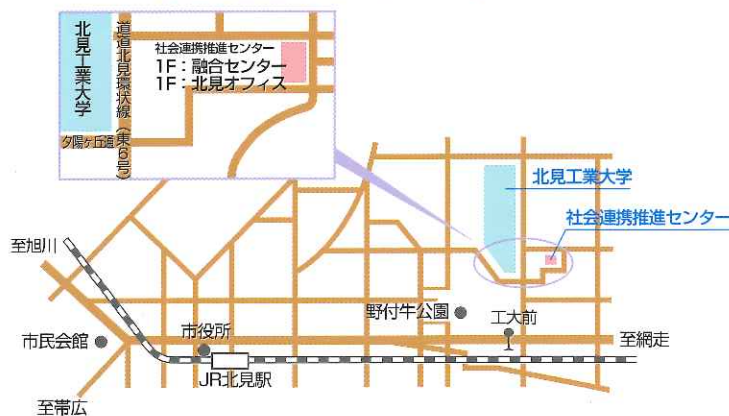 北見工業大学
道道北見環状線（東6号）
夕陽ヶ丘通
社会連携推進センター
1F：融合センター
1F：北見オフィス
北見工業大学
社会連携推進センター
至旭川
野付牛公園
工大前
市民会館
市役所
至網走
JR北見駅
至帯広